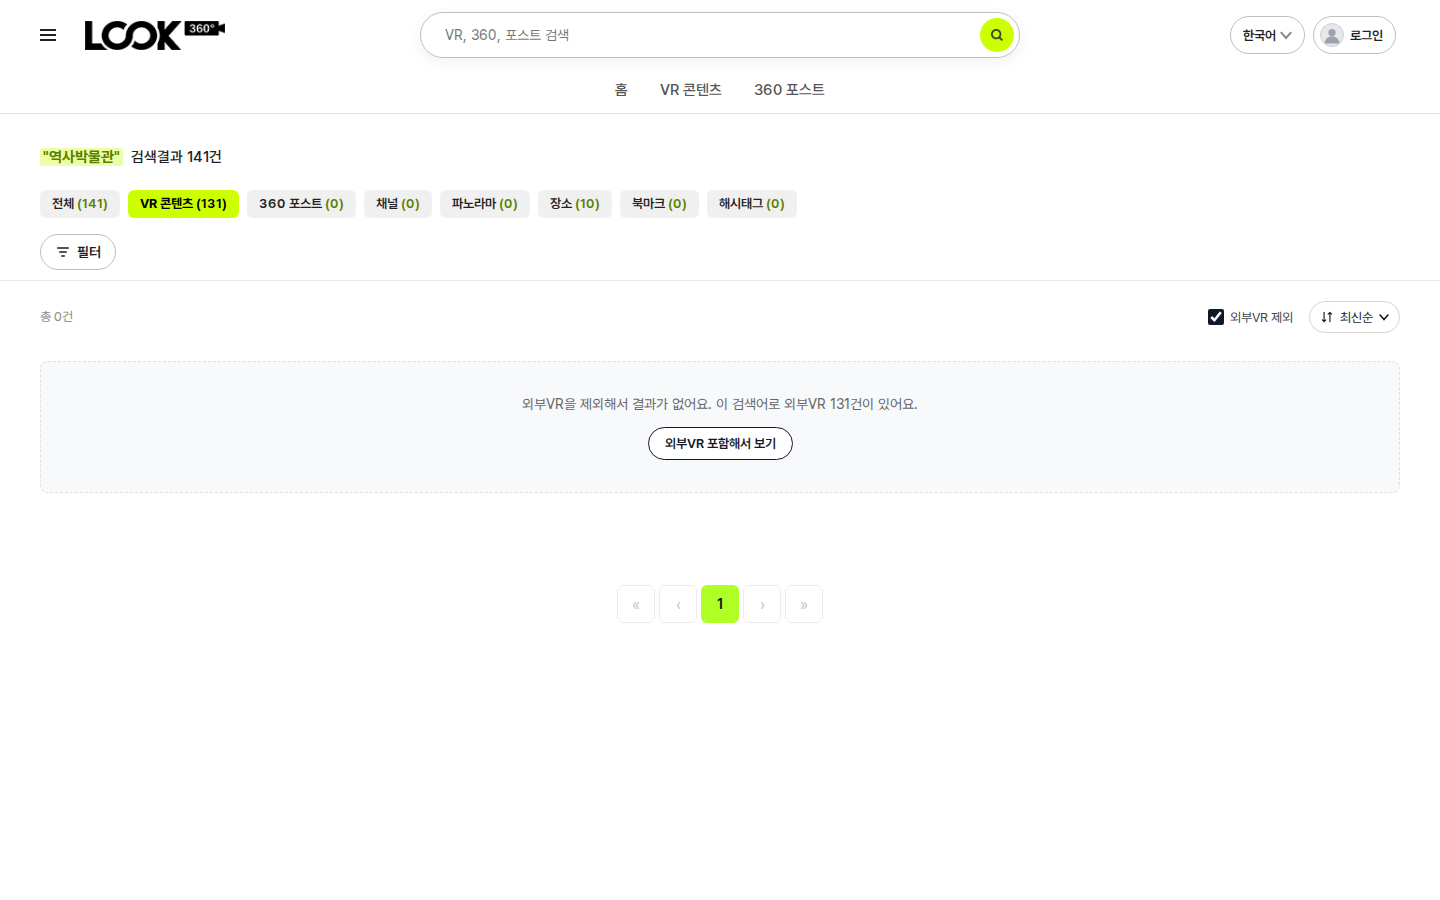 LOOK 360°
VR, 360, 포스트 검색
한국어
로그인
홈 VR 콘텐츠 360 포스트
"역사박물관" 검색결과 141건
전체 (141) VR 콘텐츠 (131) 360 포스트 (0) 채널 (0) 파노라마 (0) 장소 (10) 북마크 (0) 해시태그 (0)
필터
총 0건
외부VR 제외
최신순
외부VR을 제외해서 결과가 없어요. 이 검색어로 외부VR 131건이 있어요.
외부VR 포함해서 보기
« ‹ 1 › »